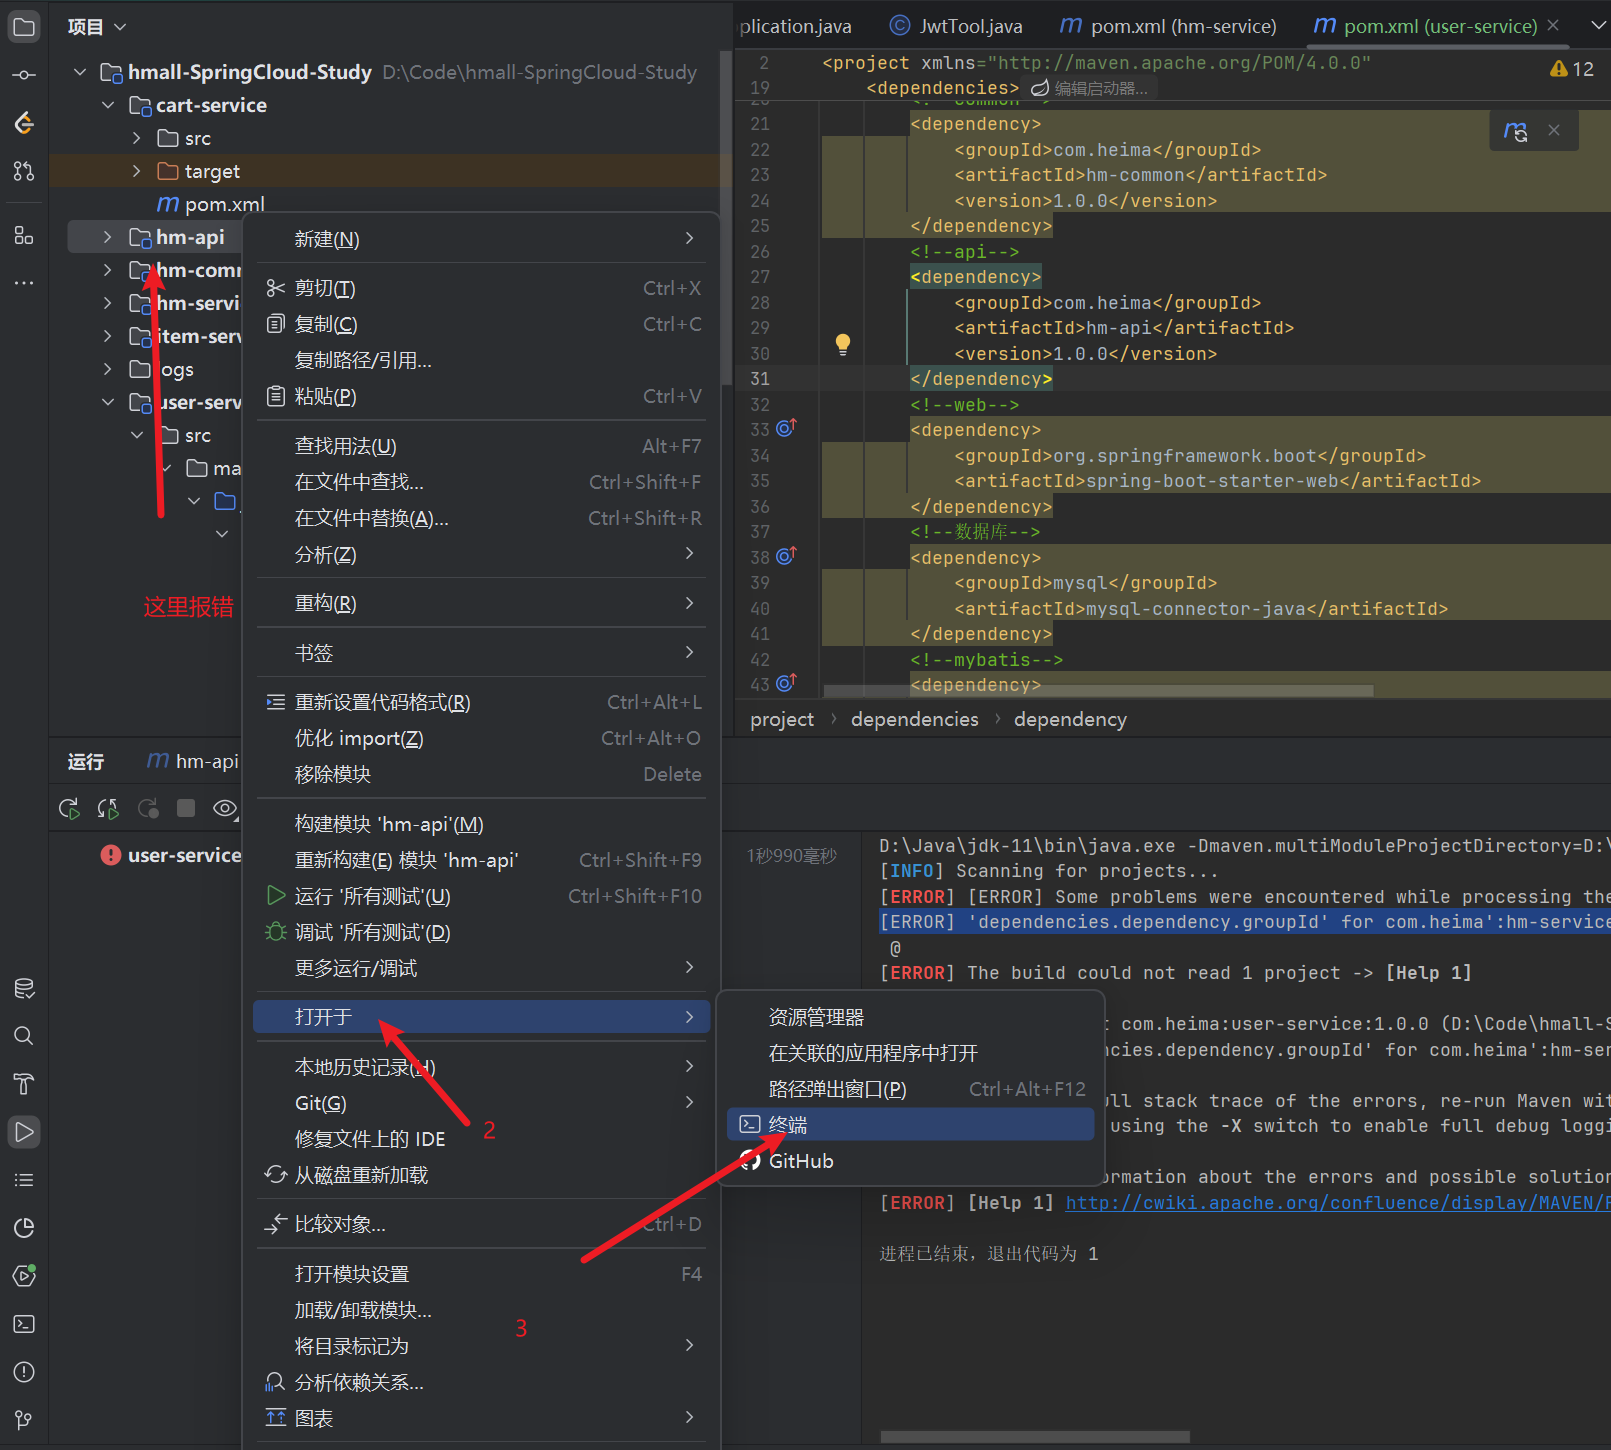 项目
hmall-SpringCloud-Study D:\Code\hmall-SpringCloud-Study
cart-service
src
target
pom.xml
hm-api
hm-comm
hm-servi
item-serv
logs
user-serv
src
ma
这里报错
plication.java JwtTool.java pom.xml (hm-service) pom.xml (user-service)
2 <project xmlns="http://maven.apache.org/POM/4.0.0" 12
19 <dependencies> 编辑启动器...
21 <dependency>
22 <groupId>com.heima</groupId>
23 <artifactId>hm-common</artifactId>
24 <version>1.0.0</version>
25 </dependency>
26 <!--api-->
27 <dependency>
28 <groupId>com.heima</groupId>
29 <artifactId>hm-api</artifactId>
30 <version>1.0.0</version>
31 </dependency>
32 <!--web-->
33 <dependency>
34 <groupId>org.springframework.boot</groupId>
35 <artifactId>spring-boot-starter-web</artifactId>
36 </dependency>
37 <!--数据库-->
38 <dependency>
39 <groupId>mysql</groupId>
40 <artifactId>mysql-connector-java</artifactId>
41 </dependency>
42 <!--mybatis-->
43 <dependency>
project › dependencies › dependency
新建(N)
剪切(T) Ctrl+X
复制(C) Ctrl+C
复制路径/引用...
粘贴(P) Ctrl+V
查找用法(U) Alt+F7
在文件中查找... Ctrl+Shift+F
在文件中替换(A)... Ctrl+Shift+R
分析(Z)
重构(R)
书签
重新设置代码格式(R) Ctrl+Alt+L
优化 import(Z) Ctrl+Alt+O
移除模块 Delete
构建模块 'hm-api'(M)
重新构建(E) 模块 'hm-api' Ctrl+Shift+F9
运行 '所有测试'(U) Ctrl+Shift+F10
调试 '所有测试'(D)
更多运行/调试
打开于
本地历史记录(H)
Git(G)
修复文件上的 IDE
从磁盘重新加载
比较对象... Ctrl+D
打开模块设置 F4
加载/卸载模块...
将目录标记为
分析依赖关系...
图表
2
3
资源管理器
在关联的应用程序中打开
路径弹出窗口(P) Ctrl+Alt+F12
终端
GitHub
运行 hm-api
user-service
1秒990毫秒
D:\Java\jdk-11\bin\java.exe -Dmaven.multiModuleProjectDirectory=D:\
[INFO] Scanning for projects...
[ERROR] [ERROR] Some problems were encountered while processing the
[ERROR] 'dependencies.dependency.groupId' for com.heima':hm-service
@
[ERROR] The build could not read 1 project -> [Help 1]
t com.heima:user-service:1.0.0 (D:\Code\hmall-S
cies.dependency.groupId' for com.heima':hm-ser
ull stack trace of the errors, re-run Maven wit
using the -X switch to enable full debug loggi
ormation about the errors and possible solution
[ERROR] [Help 1] http://cwiki.apache.org/confluence/display/MAVEN/P
进程已结束，退出代码为 1